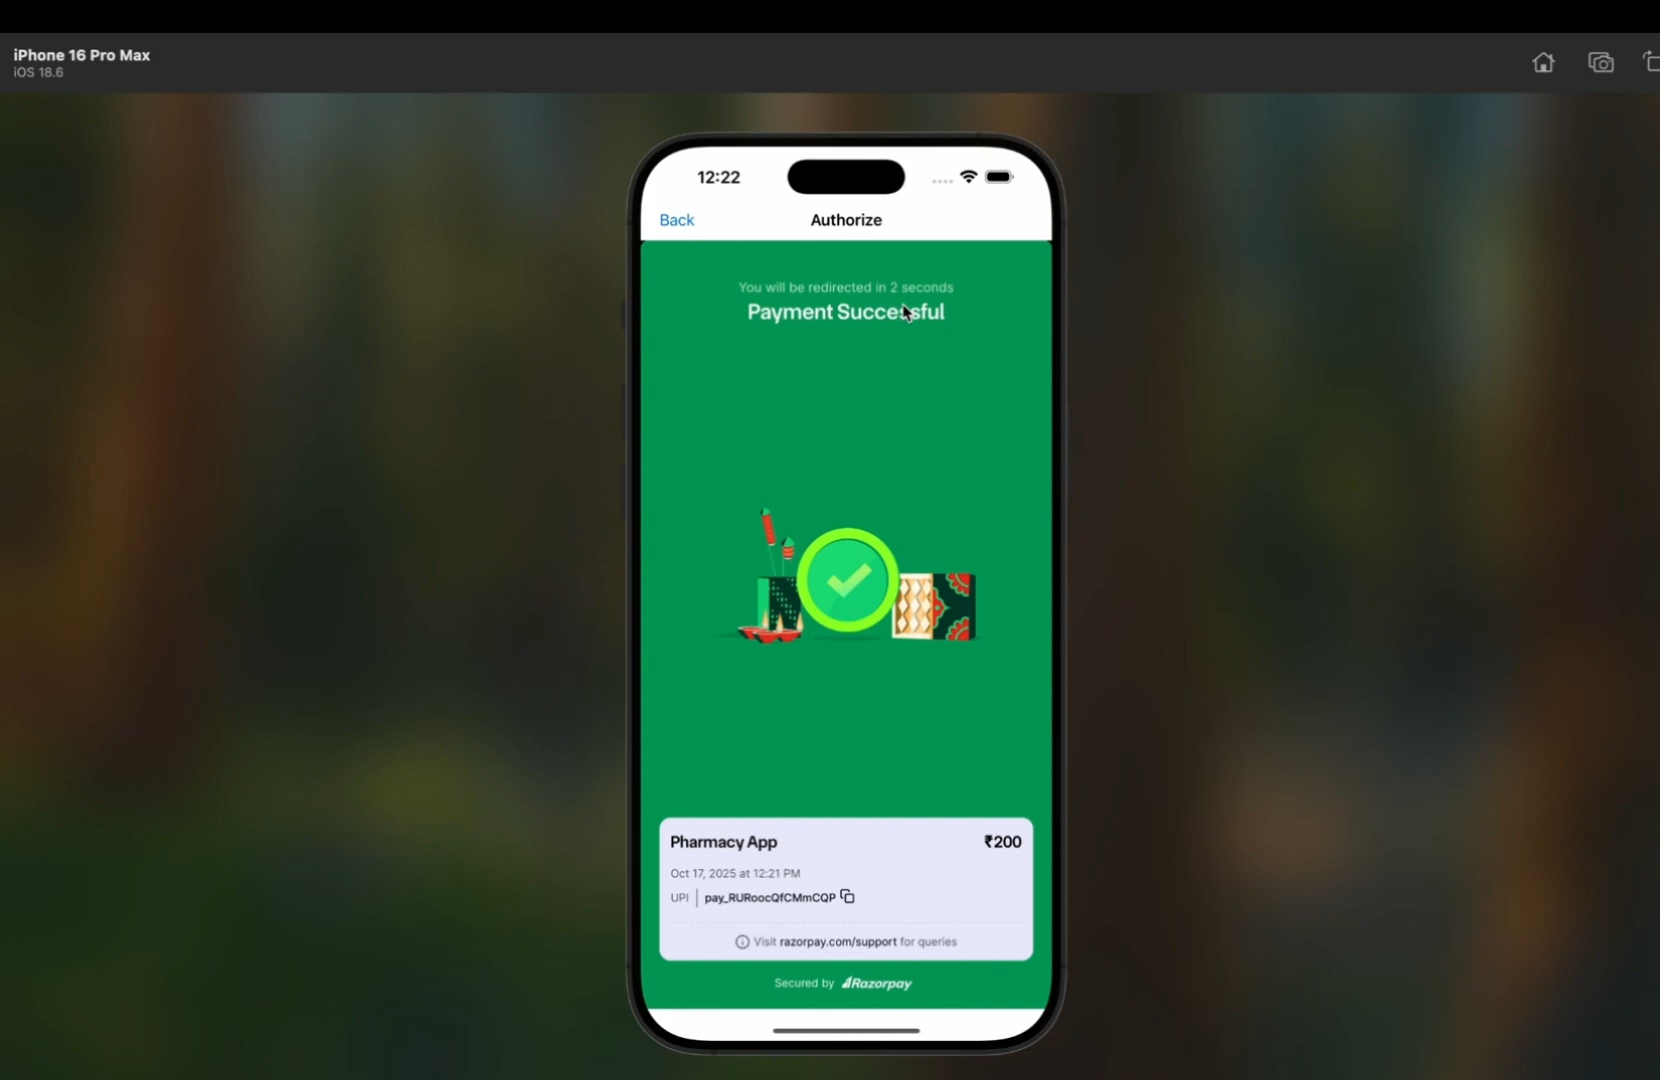 iPhone 16 Pro Max
iOS 18.6
12:22
Back
Authorize
You will be redirected in 2 seconds
Payment Successful
Pharmacy App ₹200
Oct 17, 2025 at 12:21 PM
UPI | pay_RURoocQfCMmCQP
Visit razorpay.com/support for queries
Secured by Razorpay